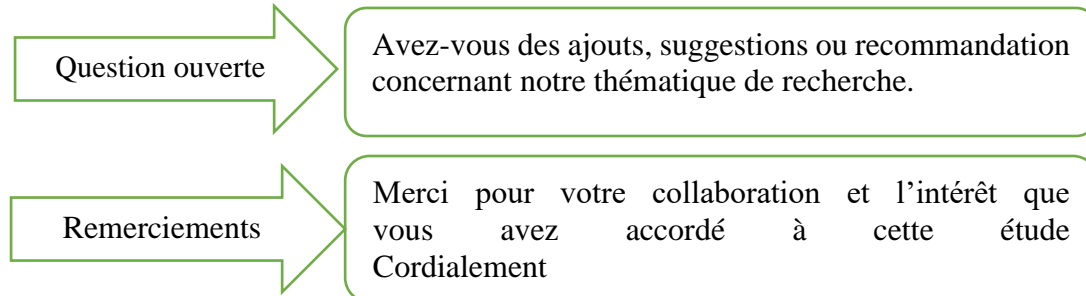 Question ouverte
Avez-vous des ajouts, suggestions ou recommandation
concernant notre thématique de recherche.
Remerciements
Merci pour votre collaboration et l’intérêt que
vous avez accordé à cette étude
Cordialement